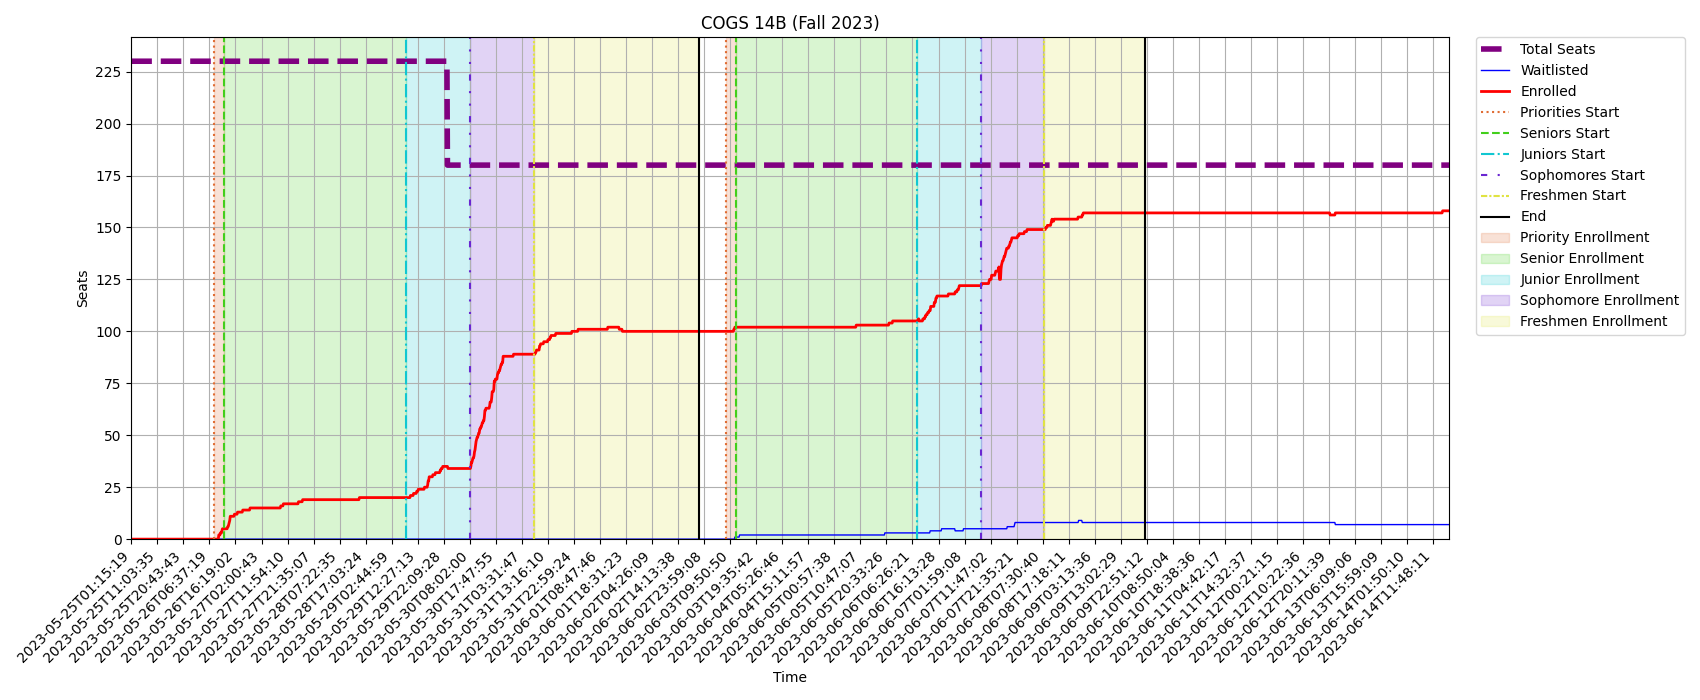 COGS 14B (Fall 2023)
Seats
225
200
175
150
125
100
75
50
25
0
2023-05-25T01:15:19
2023-05-25T11:03:35
2023-05-25T20:43:43
2023-05-26T06:37:19
2023-05-26T16:19:02
2023-05-27T02:00:43
2023-05-27T11:54:10
2023-05-27T21:35:07
2023-05-28T07:22:35
2023-05-28T17:03:24
2023-05-29T02:44:59
2023-05-29T12:27:13
2023-05-29T22:09:28
2023-05-30T08:02:00
2023-05-30T17:47:55
2023-05-31T03:31:47
2023-05-31T13:16:10
2023-05-31T22:59:24
2023-06-01T08:47:46
2023-06-01T18:31:23
2023-06-02T04:26:09
2023-06-02T14:13:38
2023-06-02T23:59:08
2023-06-03T09:50:50
2023-06-03T19:35:42
2023-06-04T05:26:46
2023-06-04T15:11:57
2023-06-05T00:57:38
2023-06-05T10:47:07
2023-06-05T20:33:26
2023-06-06T06:26:21
2023-06-06T16:13:28
2023-06-07T01:59:08
2023-06-07T11:47:02
2023-06-07T21:35:21
2023-06-08T07:30:40
2023-06-08T17:18:11
2023-06-09T03:13:36
2023-06-09T13:02:29
2023-06-09T22:51:12
2023-06-10T08:50:04
2023-06-10T18:38:36
2023-06-11T04:42:17
2023-06-11T14:32:37
2023-06-12T00:21:15
2023-06-12T10:22:36
2023-06-12T20:11:39
2023-06-13T06:09:06
2023-06-13T15:59:09
2023-06-14T01:50:10
2023-06-14T11:48:11
Time
Total Seats
Waitlisted
Enrolled
Priorities Start
Seniors Start
Juniors Start
Sophomores Start
Freshmen Start
End
Priority Enrollment
Senior Enrollment
Junior Enrollment
Sophomore Enrollment
Freshmen Enrollment